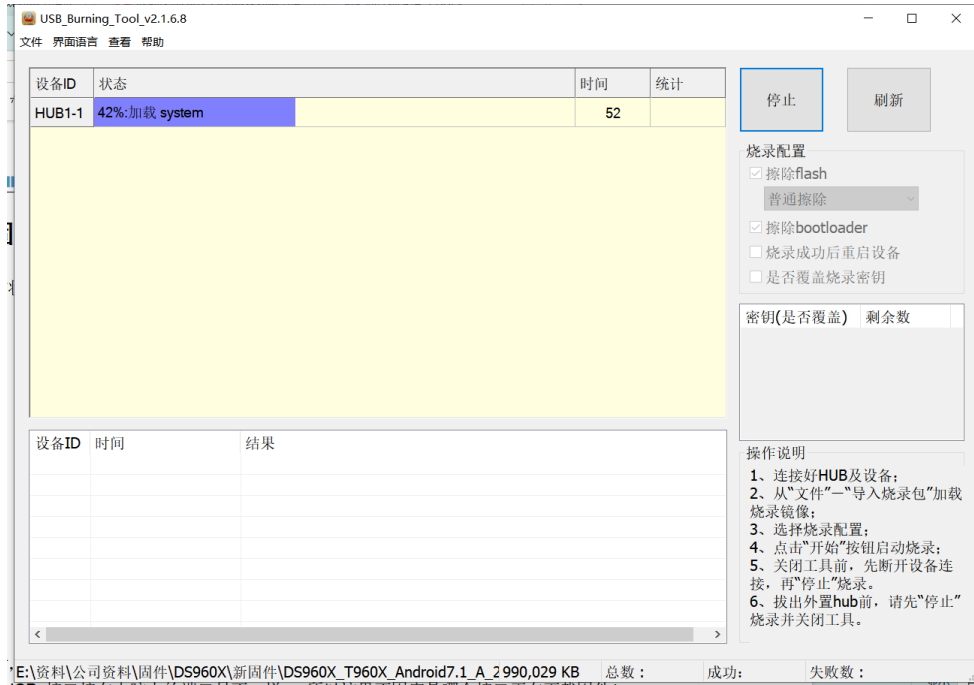 USB_Burning_Tool_v2.1.6.8
文件 界面语言 查看 帮助
设备ID 状态 时间 统计
HUB1-1 42%:加载 system 52
停止 刷新
烧录配置
擦除flash
普通擦除
擦除bootloader
烧录成功后重启设备
是否覆盖烧录密钥
密钥(是否覆盖) 剩余数
设备ID 时间 结果
操作说明
1、连接好HUB及设备;
2、从“文件”—“导入烧录包”加载
烧录镜像;
3、选择烧录配置;
4、点击“开始”按钮启动烧录;
5、关闭工具前，先断开设备连
接，再“停止”烧录。
6、拔出外置hub前，请先“停止”
烧录并关闭工具。
E:\资料\公司资料\固件\DS960X\新固件\DS960X_T960X_Android7.1_A_2 990,029 KB 总数： 成功: 失败数：